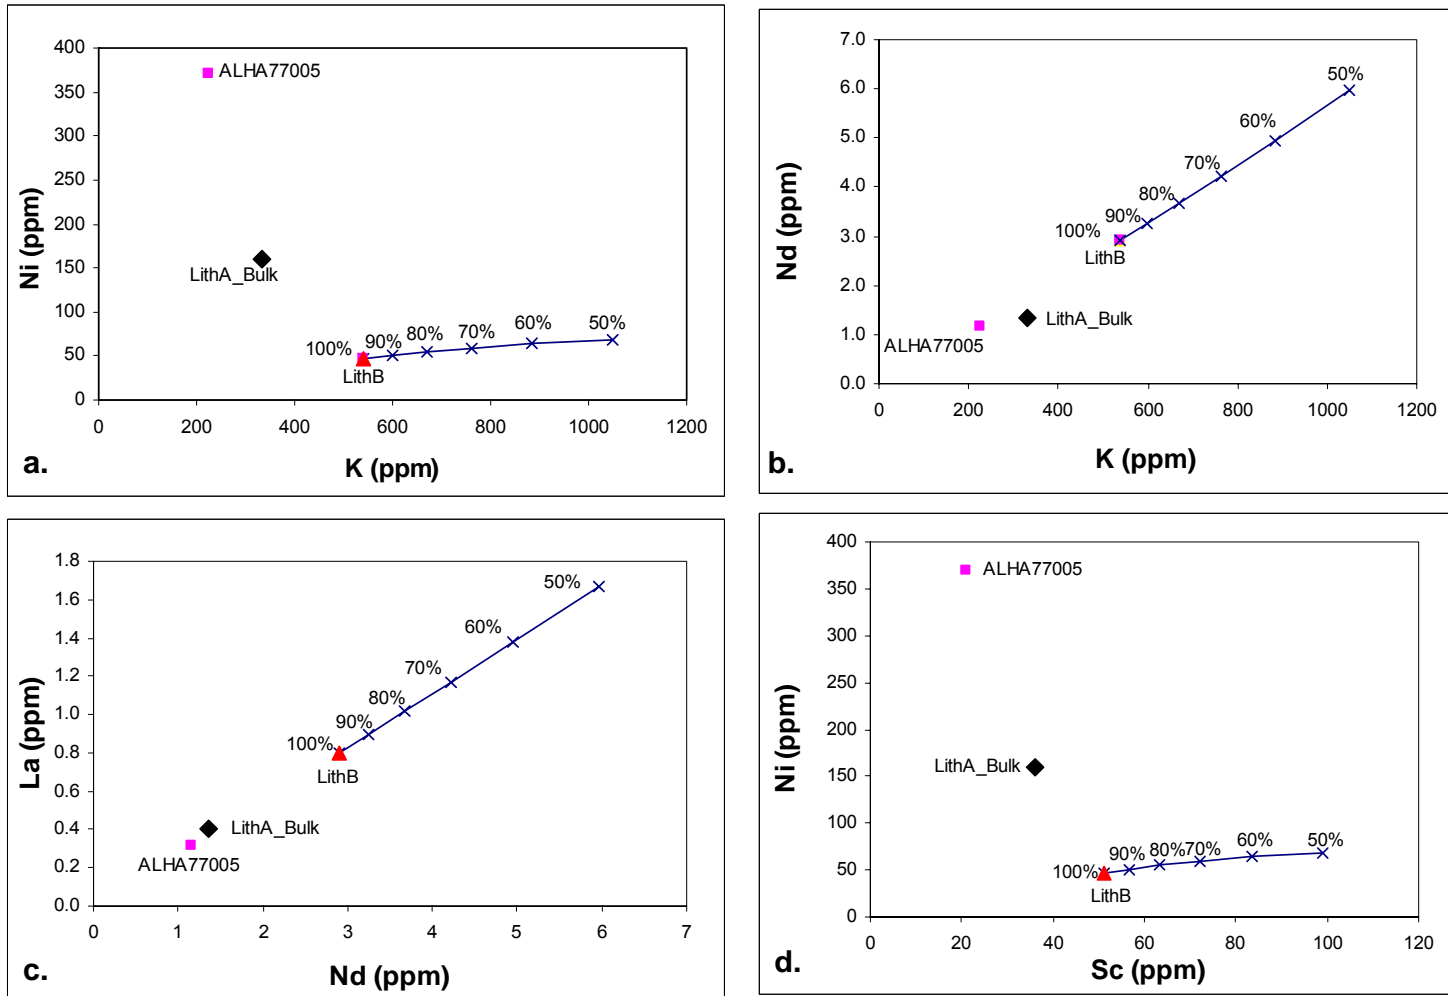 400
350
300
250
200
150
100
50
0
Ni (ppm)
ALHA77005
LithA_Bulk
100% 90% 80% 70% 60% 50%
LithB
0 200 400 600 800 1000 1200
a. K (ppm)
7.0
6.0
5.0
4.0
3.0
2.0
1.0
0.0
Nd (ppm)
50%
60%
70%
80%
90%
100%
LithB
LithA_Bulk
ALHA77005
0 200 400 600 800 1000 1200
b. K (ppm)
1.8
1.6
1.4
1.2
1.0
0.8
0.6
0.4
0.2
0.0
La (ppm)
50%
60%
70%
80%
90%
100%
LithB
LithA_Bulk
ALHA77005
0 1 2 3 4 5 6 7
c. Nd (ppm)
400
350
300
250
200
150
100
50
0
Ni (ppm)
ALHA77005
LithA_Bulk
100% 90% 80% 70% 60% 50%
LithB
0 20 40 60 80 100 120
d. Sc (ppm)